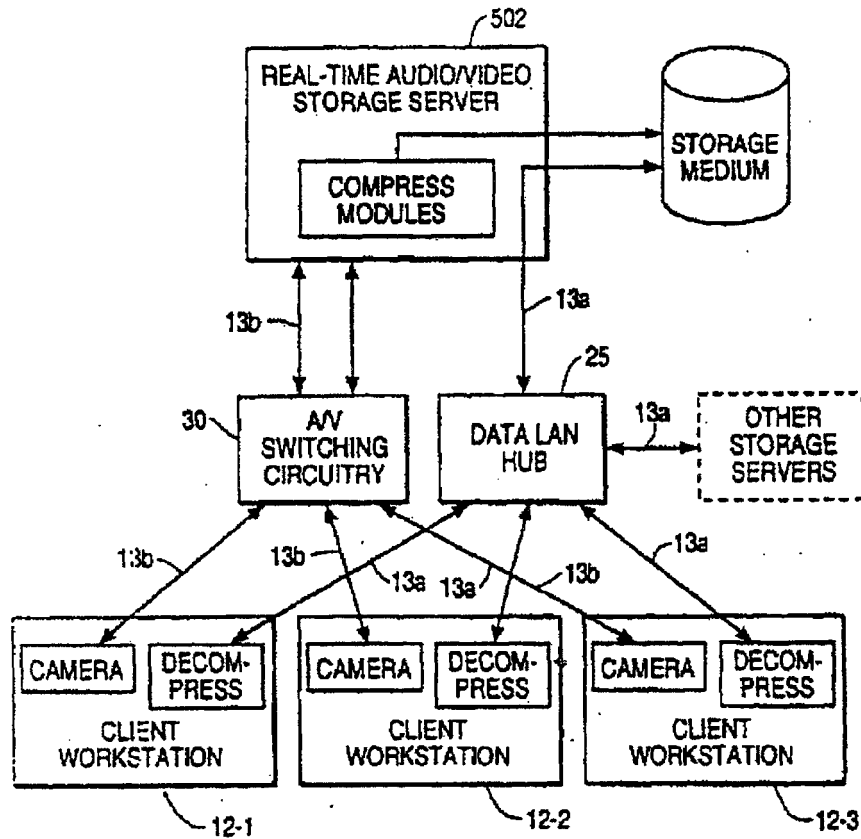 502
REAL-TIME AUDIO/VIDEO
STORAGE SERVER
COMPRESS
MODULES
STORAGE
MEDIUM
13b
13a
25
30
A/V
SWITCHING
CIRCUITRY
DATA LAN
HUB
13a
OTHER
STORAGE
SERVERS
13b
13b
13a
13a
13b
13a
CAMERA
DECOM-
PRESS
CLIENT
WORKSTATION
CAMERA
DECOM-
PRESS
CLIENT
WORKSTATION
CAMERA
DECOM-
PRESS
CLIENT
WORKSTATION
12-1
12-2
12-3